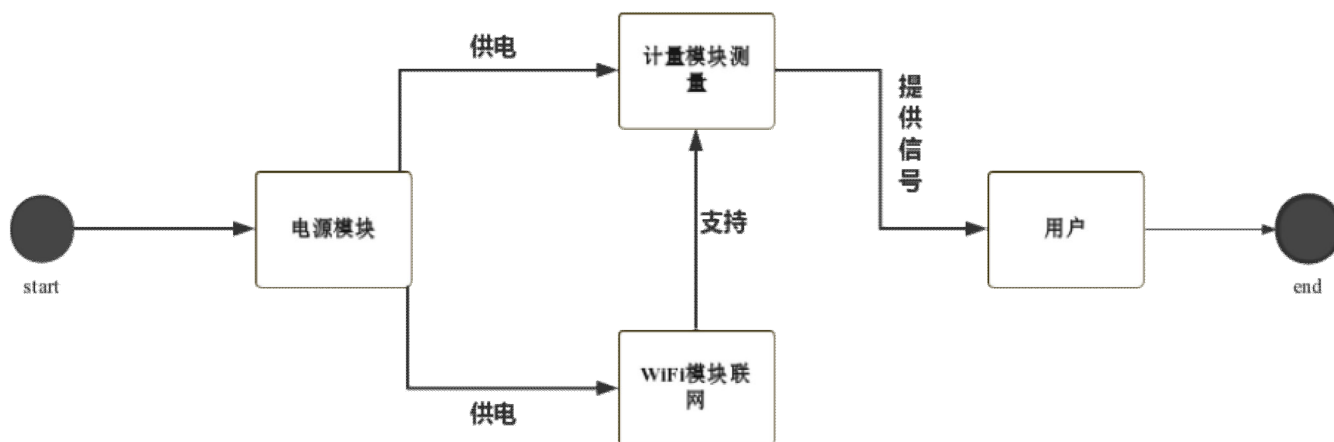 start
电源模块
供电
供电
计量模块测
量
支持
WiFi模块联
网
提供信号
用户
end